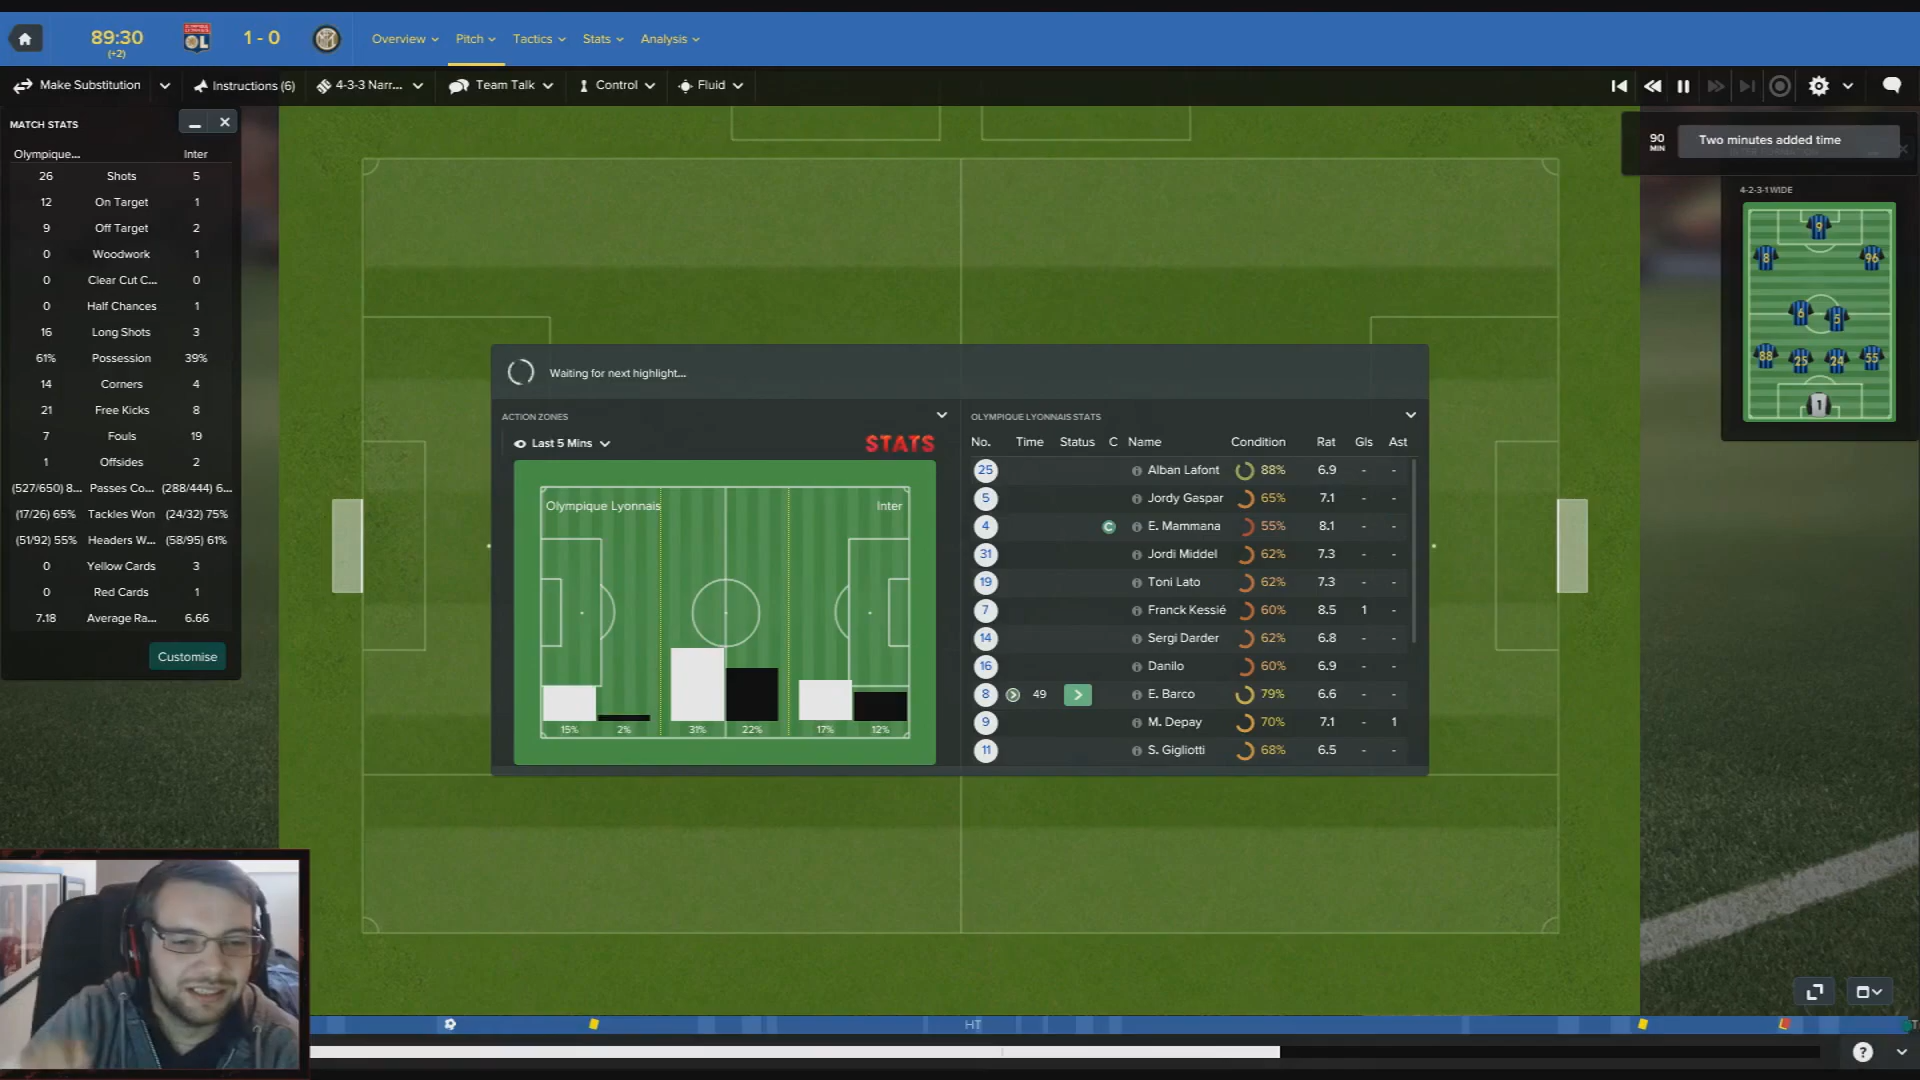 89:30
(+2)
1 - 0
Overview
Pitch
Tactics
Stats
Analysis
Make Substitution
Instructions (6)
4-3-3 Narr...
Team Talk
Control
Fluid
MATCH STATS
Olympique... Inter
26 Shots 5
12 On Target 1
9 Off Target 2
0 Woodwork 1
0 Clear Cut C... 0
0 Half Chances 1
16 Long Shots 3
61% Possession 39%
14 Corners 4
21 Free Kicks 8
7 Fouls 19
1 Offsides 2
(527/650) 8... Passes Co... (288/444) 6...
(17/26) 65% Tackles Won (24/32) 75%
(51/92) 55% Headers W... (58/95) 61%
0 Yellow Cards 3
0 Red Cards 1
7.18 Average Ra... 6.66
Customise
90
MIN
Two minutes added time
4-2-3-1 WIDE
9
8 96
6 5
88 25 24 55
1
Waiting for next highlight...
ACTION ZONES
Last 5 Mins
STATS
Olympique Lyonnais Inter
15% 2% 31% 22% 17% 12%
OLYMPIQUE LYONNAIS STATS
No. Time Status C Name Condition Rat Gls Ast
25 Alban Lafont 88% 6.9 - -
5 Jordy Gaspar 65% 7.1 - -
4 C E. Mammana 55% 8.1 - -
31 Jordi Middel 62% 7.3 - -
19 Toni Lato 62% 7.3 - -
7 Franck Kessié 60% 8.5 1 -
14 Sergi Darder 62% 6.8 - -
16 Danilo 60% 6.9 - -
8 49 E. Barco 79% 6.6 - -
9 M. Depay 70% 7.1 - 1
11 S. Gigliotti 68% 6.5 - -
HT
?